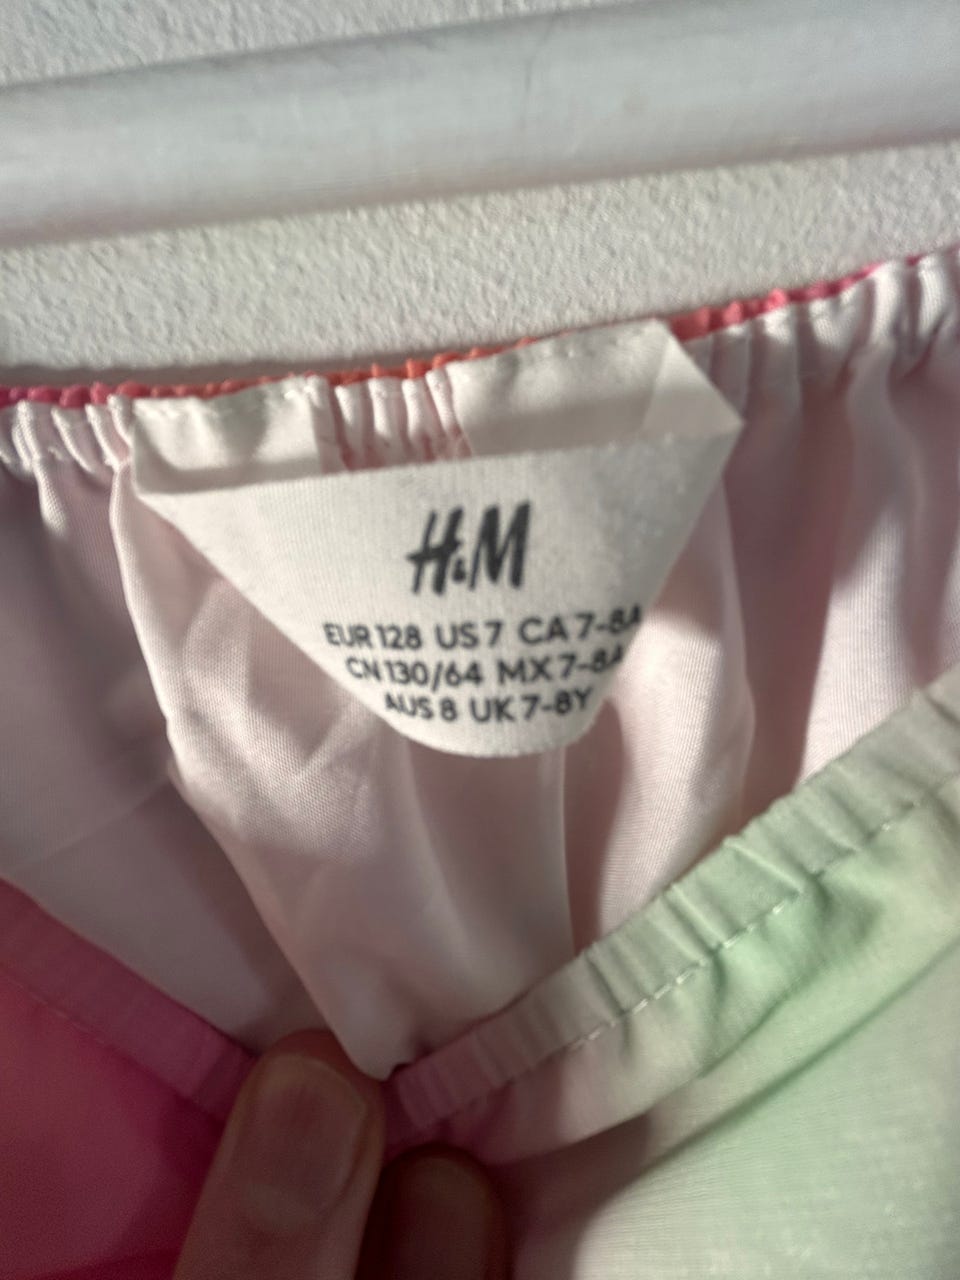 H&M
EUR 128 US 7 CA 7-8A
CN 130/64 MX 7-8A
AUS 8 UK 7-8Y